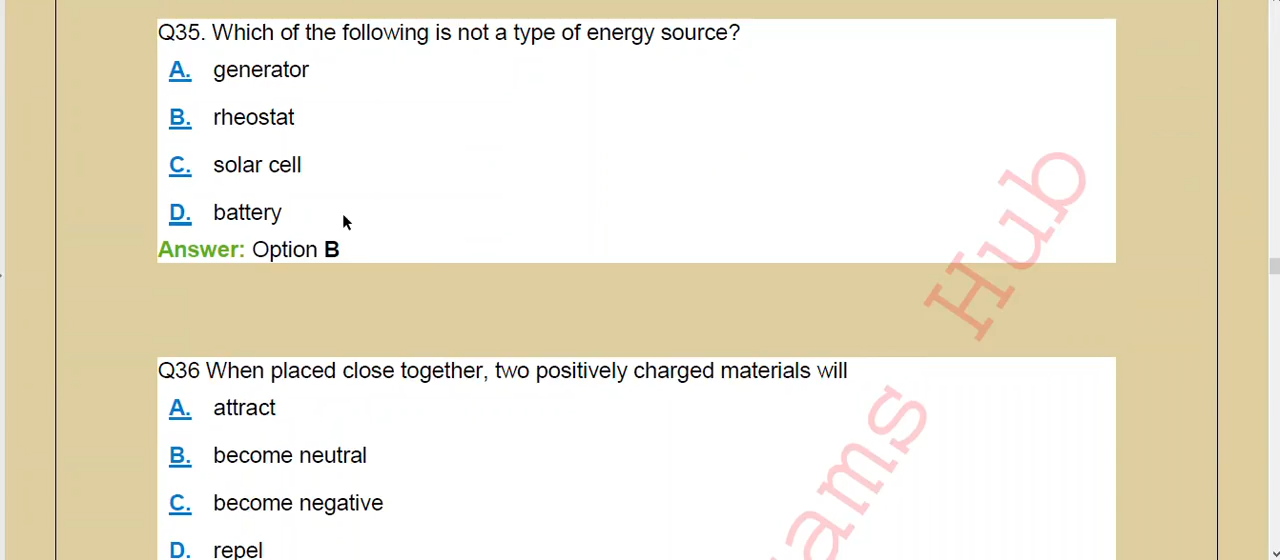 Q35. Which of the following is not a type of energy source?
A. generator
B. rheostat
C. solar cell
D. battery
Answer: Option B
Hub
Q36 When placed close together, two positively charged materials will
A. attract
B. become neutral
C. become negative
D. repel